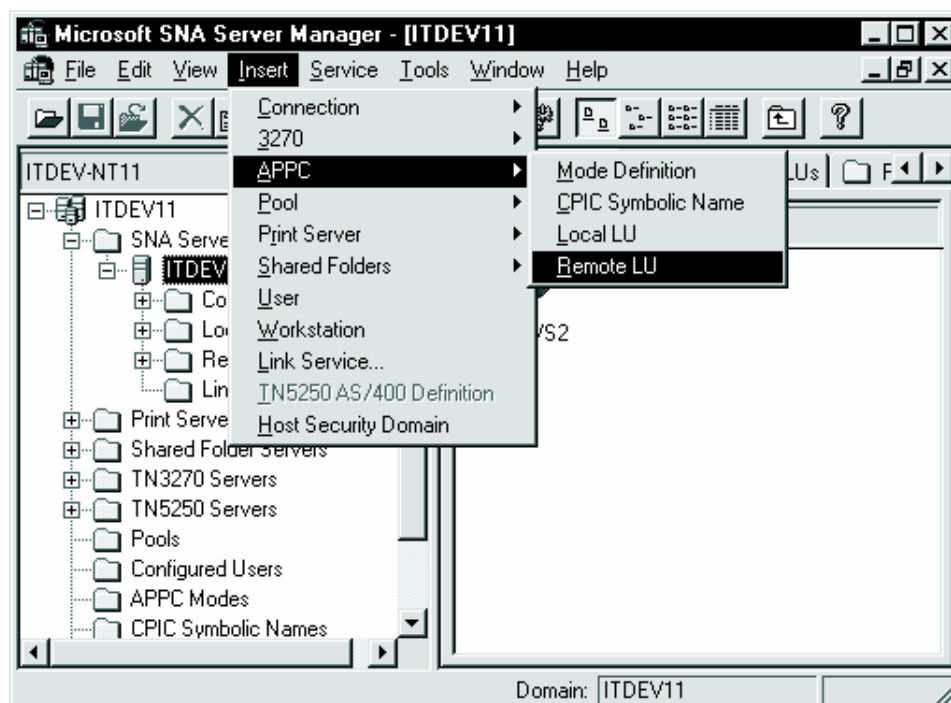 Microsoft SNA Server Manager - [ITDEV11]
File Edit View Insert Service Tools Window Help
ITDEV-NT11
LUs
ITDEV11
SNA Serve
ITDEV
Co
Lo
Re
Lin
Print Serve
Shared Folder Servers
TN3270 Servers
TN5250 Servers
Pools
Configured Users
APPC Modes
CPIC Symbolic Names
Connection
3270
APPC
Pool
Print Server
Shared Folders
User
Workstation
Link Service...
TN5250 AS/400 Definition
Host Security Domain
Mode Definition
CPIC Symbolic Name
Local LU
Remote LU
VS2
Domain: ITDEV11